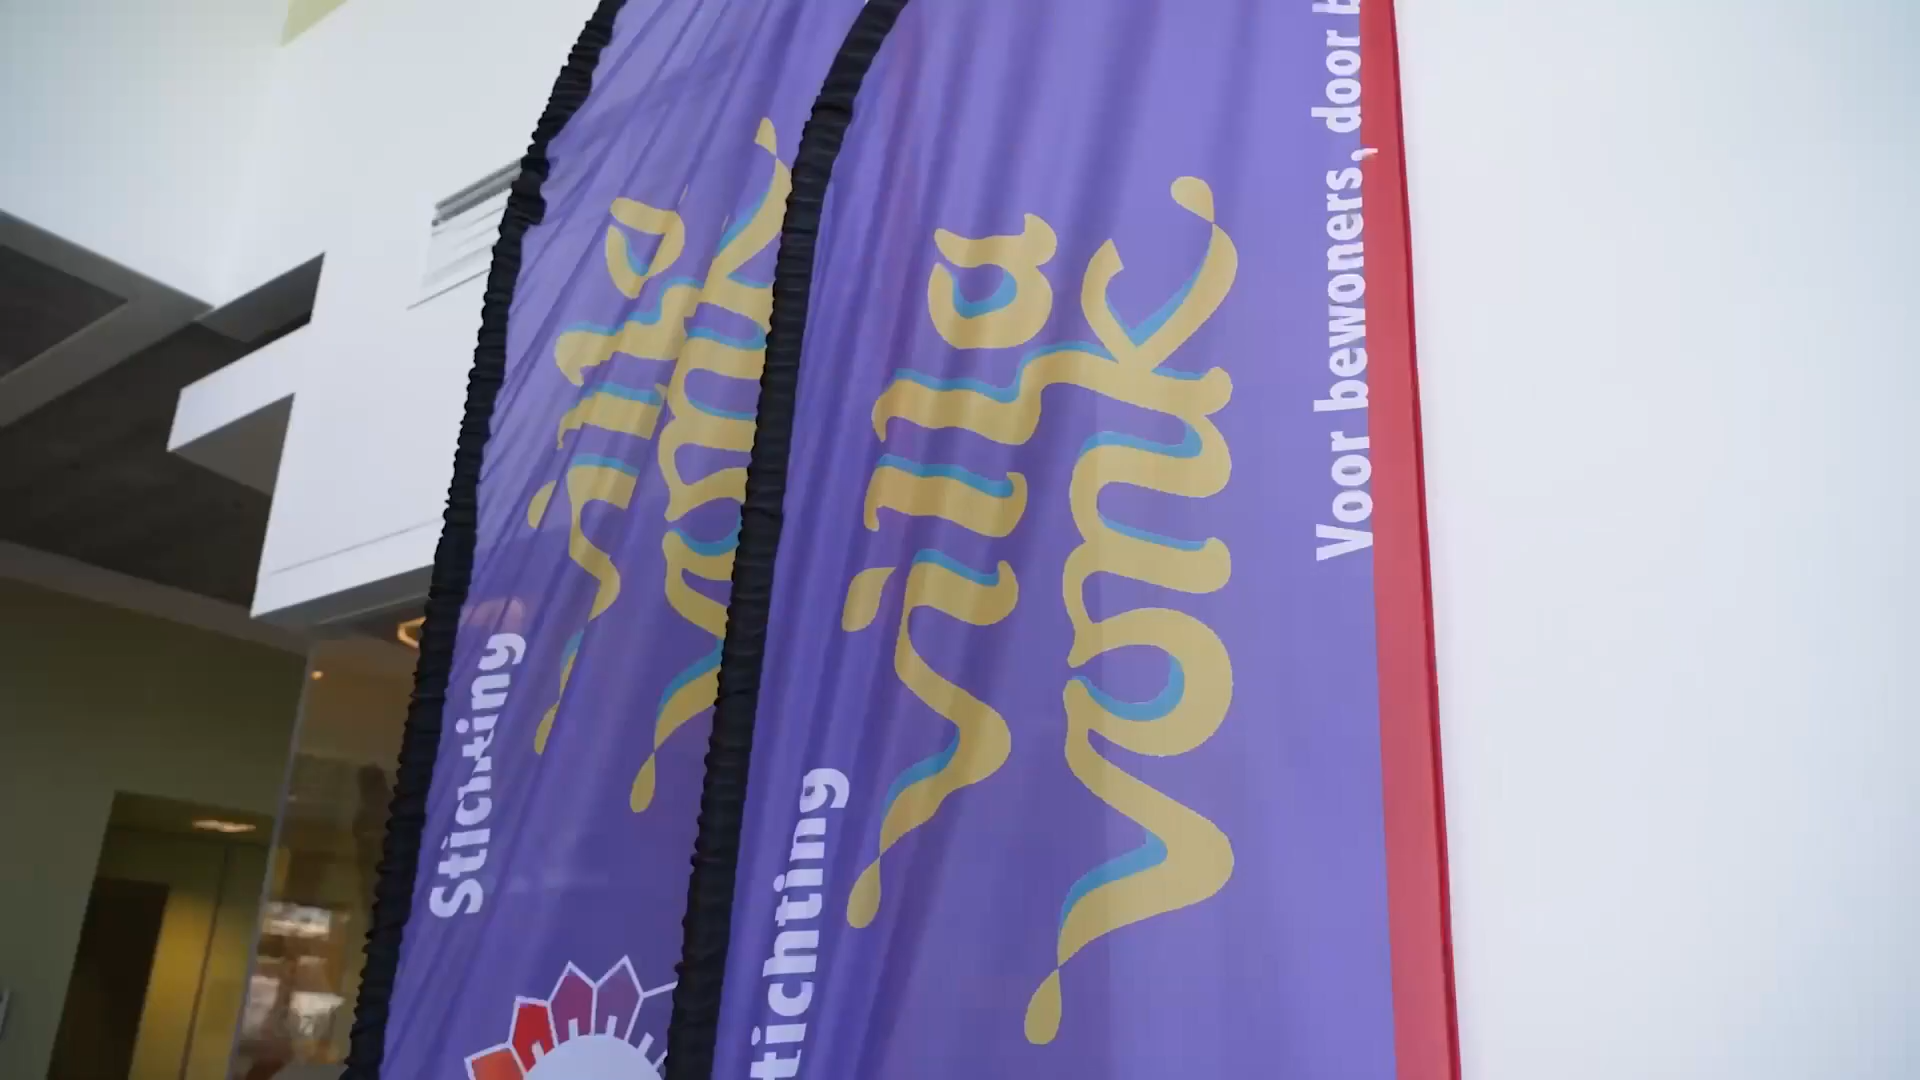 Stichting
villa
vonk
Stichting
villa
vonk
Voor bewoners, door